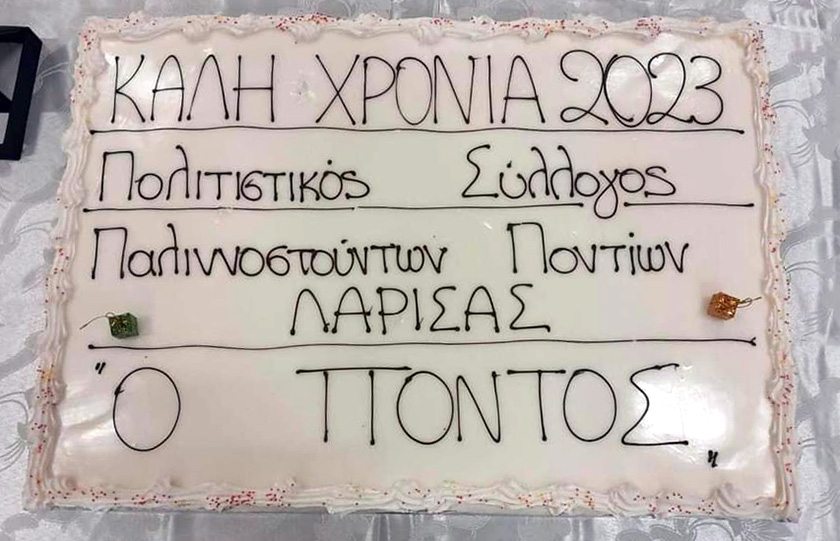 ΚΑΛΗ ΧΡΟΝΙΑ 2023
Πολιτιστικός Σύλλογος
Παλιννοστούντων Ποντίων
ΛΑΡΙΣΑΣ
"Ο ΠΟΝΤΟΣ"